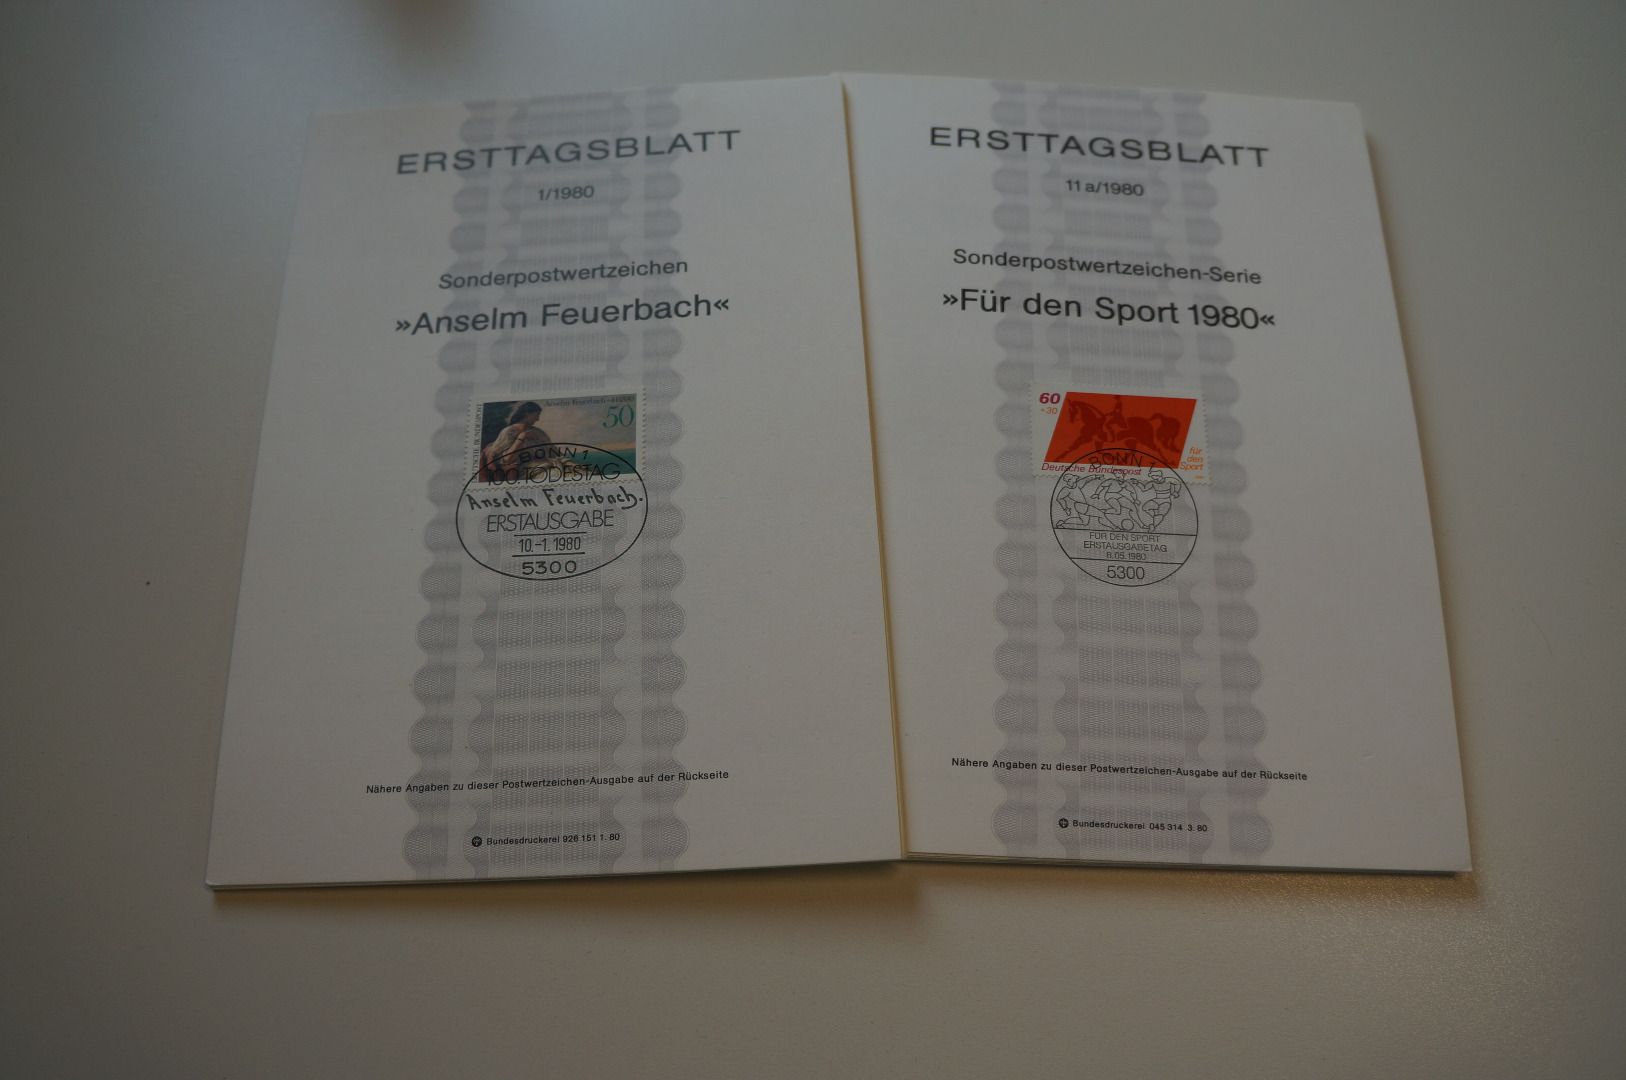 ERSTTAGSBLATT
1/1980
Sonderpostwertzeichen
»Anselm Feuerbach«
50
BONN 1
100. TODESTAG
Anselm Feuerbach.
ERSTAUSGABE
10.-1. 1980
5300
Nähere Angaben zu dieser Postwertzeichen-Ausgabe auf der Rückseite
Bundesdruckerei 926 151 1. 80
ERSTTAGSBLATT
11 a/1980
Sonderpostwertzeichen-Serie
»Für den Sport 1980«
60
+30
für
den
Sport
Deutsche Bundespost
BONN 1
FÜR DEN SPORT
ERSTAUSGABETAG
8.05.1980
5300
Nähere Angaben zu dieser Postwertzeichen-Ausgabe auf der Rückseite
Bundesdruckerei 045 314 3. 80